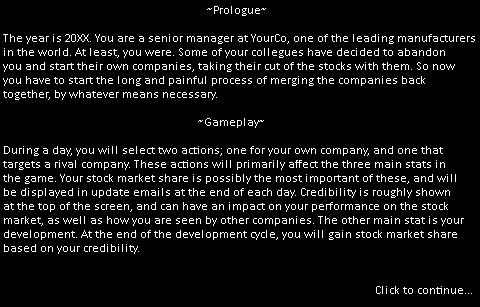 ~Prologue~
The year is 20XX. You are a senior manager at YourCo, one of the leading manufacturers
in the world. At least, you were. Some of your collegues have decided to abandon
you and start their own companies, taking their cut of the stocks with them. So now
you have to start the long and painful process of merging the companies back
together, by whatever means necessary.
~Gameplay~
During a day, you will select two actions; one for your own company, and one that
targets a rival company. These actions will primarily affect the three main stats in
the game. Your stock market share is possibly the most important of these, and will
be displayed in update emails at the end of each day. Credibility is roughly shown
at the top of the screen, and can have an impact on your performance on the stock
market, as well as how you are seen by other companies. The other main stat is your
development. At the end of the development cycle, you will gain stock market share
based on your credibility.
Click to continue...